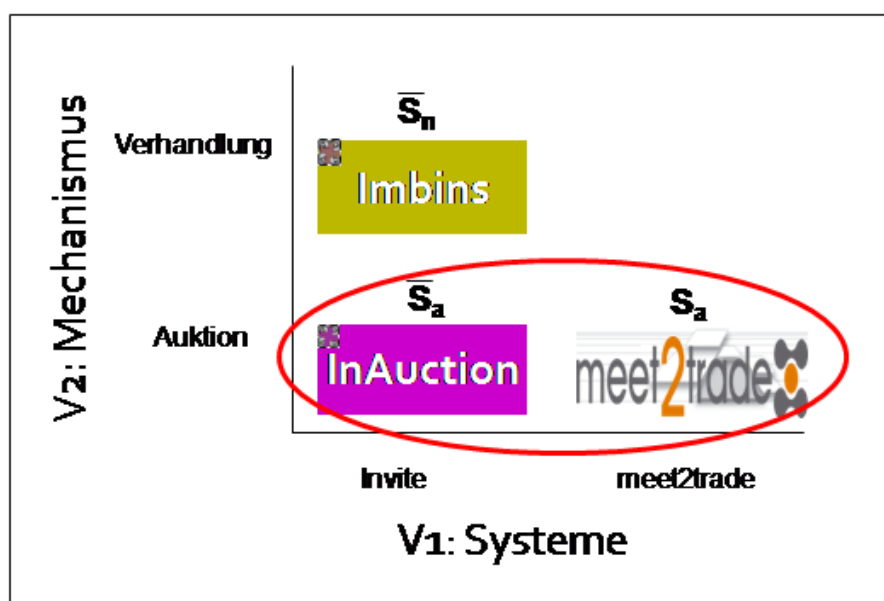 V2: Mechanismus
Verhandlung
S̅n
Imbins
Auktion
S̅a
Sa
InAuction
meet2trade
Invite
meet2trade
V1: Systeme